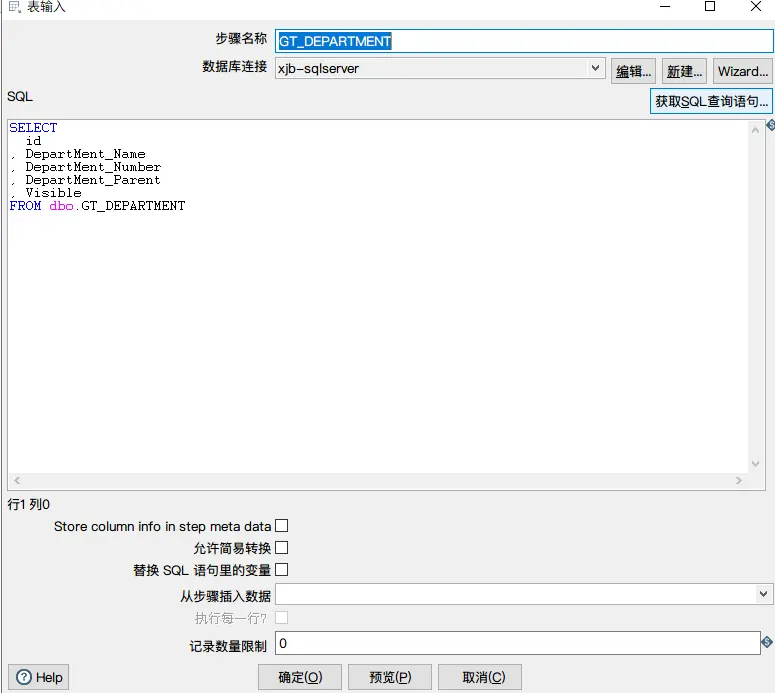 表输入
步骤名称 GT_DEPARTMENT
数据库连接 xjb-sqlserver 编辑... 新建... Wizard...
SQL 获取SQL查询语句...
SELECT
id
, DepartMent_Name
, DepartMent_Number
, DepartMent_Parent
, Visible
FROM dbo.GT_DEPARTMENT
行1 列0
Store column info in step meta data
允许简易转换
替换 SQL 语句里的变量
从步骤插入数据
执行每一行?
记录数量限制 0
Help 确定(O) 预览(P) 取消(C)